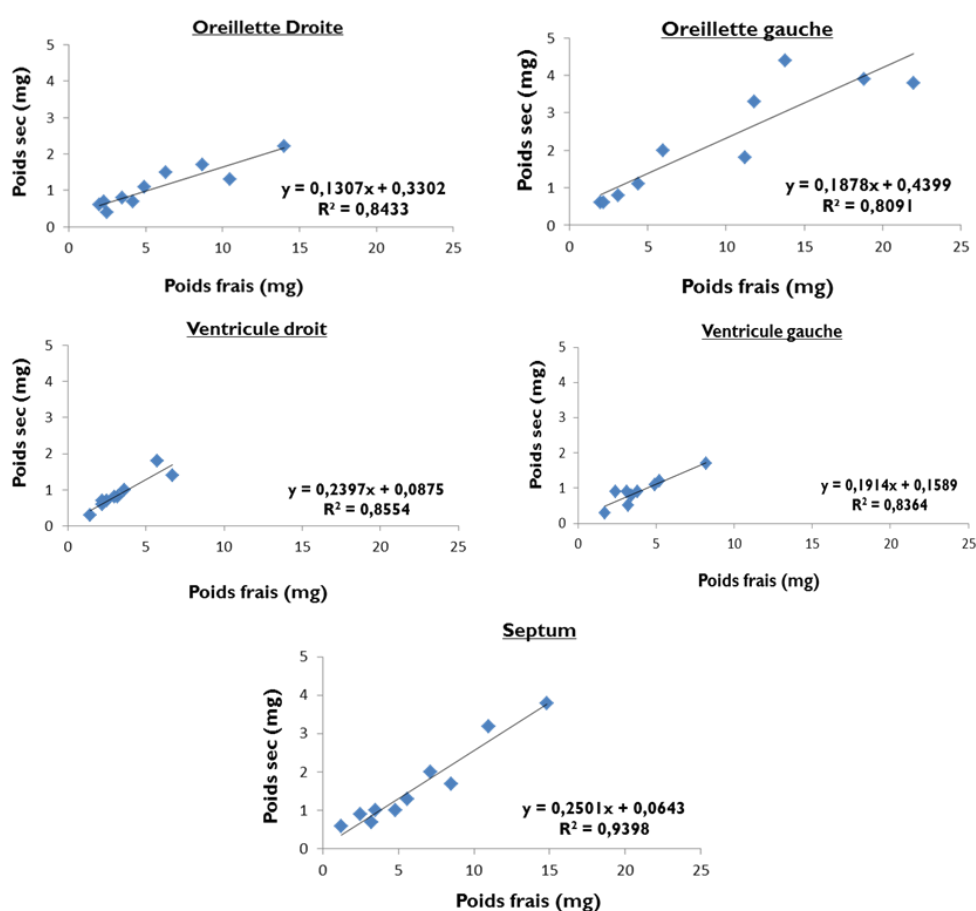 Oreillette Droite
Poids sec (mg)
5
4
3
2
1
0
y = 0,1307x + 0,3302
R² = 0,8433
0 5 10 15 20 25
Poids frais (mg)
Oreillette gauche
Poids sec (mg)
5
4
3
2
1
0
y = 0,1878x + 0,4399
R² = 0,8091
0 5 10 15 20 25
Poids frais (mg)
Ventricule droit
Poids sec (mg)
5
4
3
2
1
0
y = 0,2397x + 0,0875
R² = 0,8554
0 5 10 15 20 25
Poids frais (mg)
Ventricule gauche
Poids sec (mg)
5
4
3
2
1
0
y = 0,1914x + 0,1589
R² = 0,8364
0 5 10 15 20 25
Poids frais (mg)
Septum
Poids sec (mg)
5
4
3
2
1
0
y = 0,2501x + 0,0643
R² = 0,9398
0 5 10 15 20 25
Poids frais (mg)